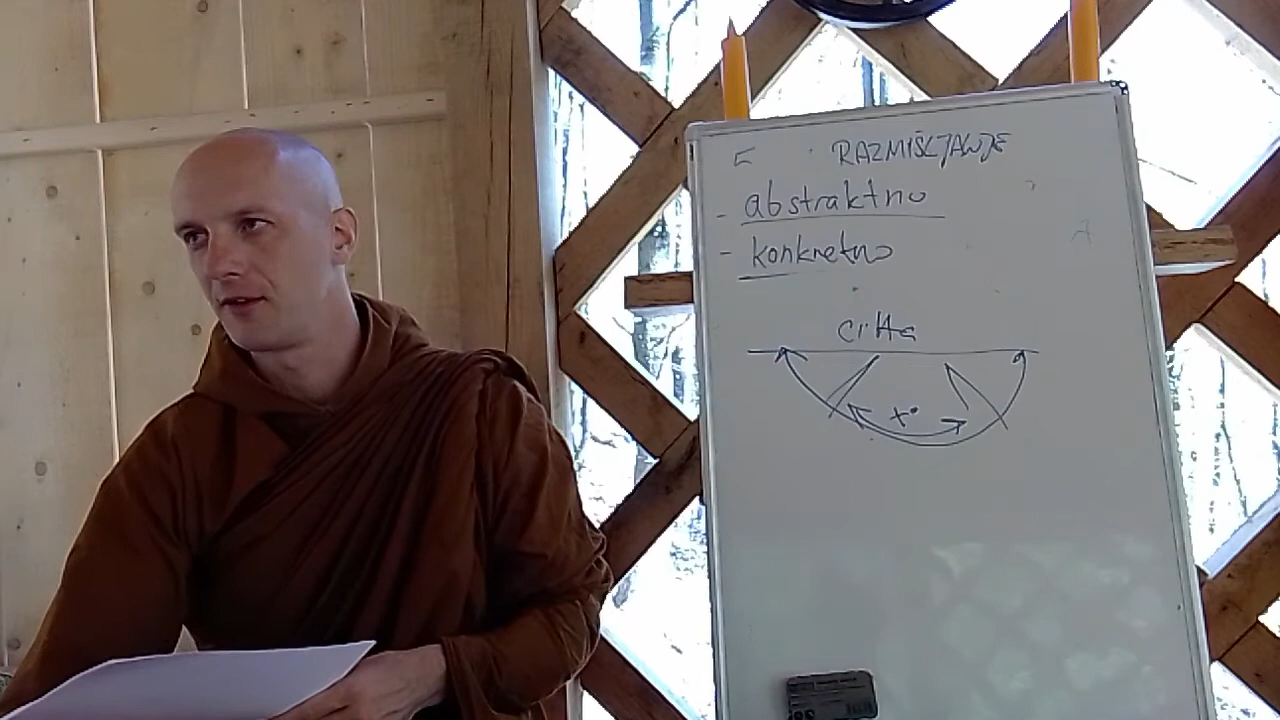 RAZMIŠLJANJE
- abstraktno
- konkretno
citta
x°